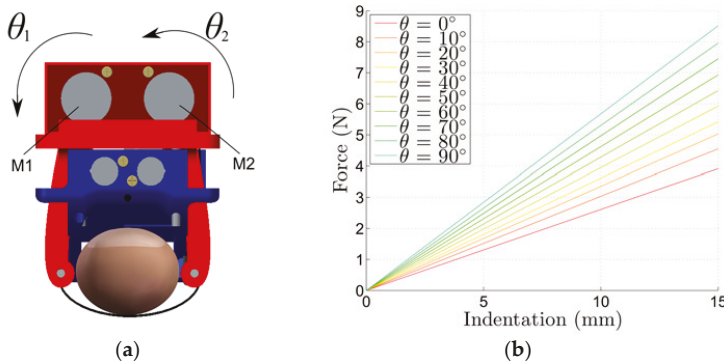 θ₁
θ₂
M1
M2
(a)
Force (N)
9
8
7
6
5
4
3
2
1
0
θ = 0°
θ = 10°
θ = 20°
θ = 30°
θ = 40°
θ = 50°
θ = 60°
θ = 70°
θ = 80°
θ = 90°
0
5
10
15
Indentation (mm)
(b)